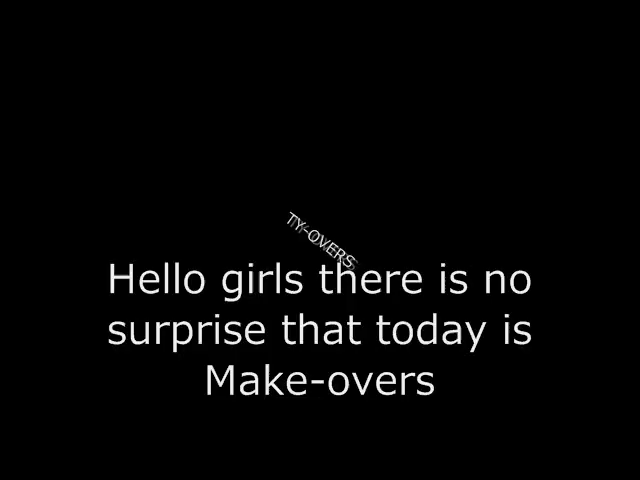 TY-OVERS
Hello girls there is no
surprise that today is
Make-overs